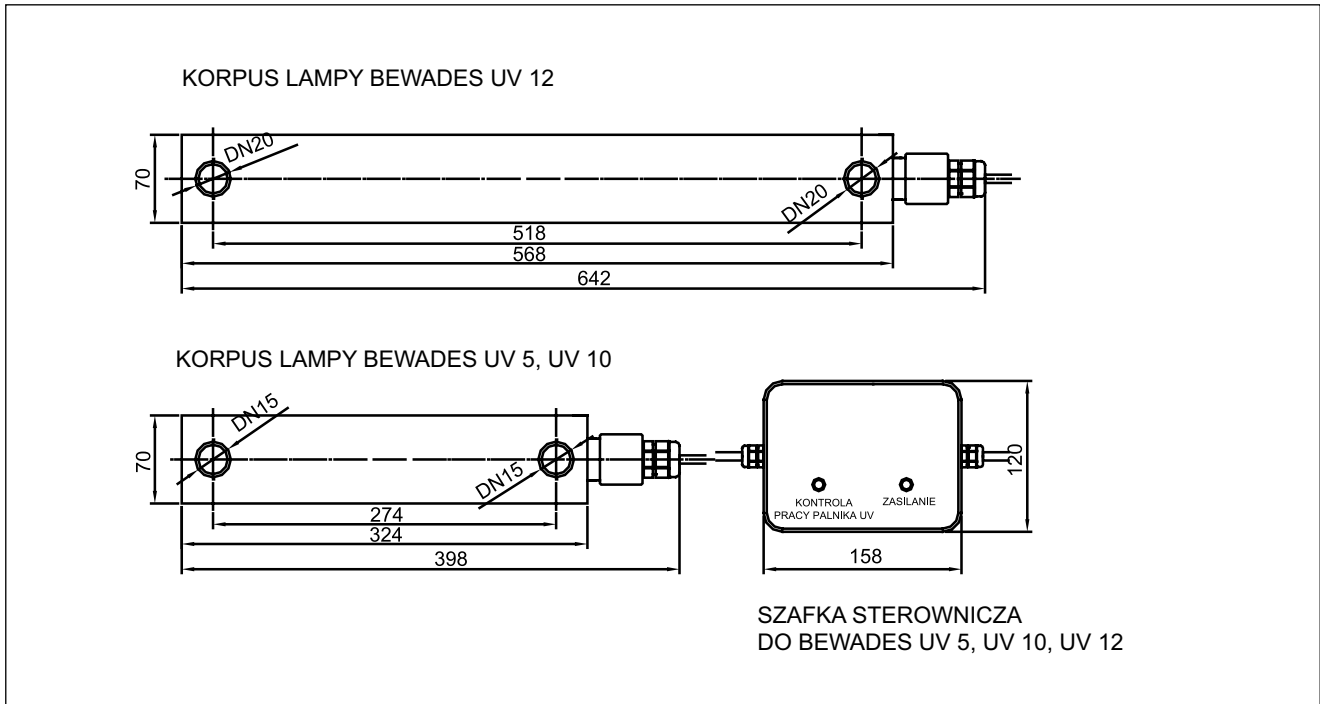 KORPUS LAMPY BEWADES UV 12
DN20
70
DN20
518
568
642
KORPUS LAMPY BEWADES UV 5, UV 10
DN15
70
DN15
274
324
398
KONTROLA
PRACY PALNIKA UV
ZASILANIE
120
158
SZAFKA STEROWNICZA
DO BEWADES UV 5, UV 10, UV 12